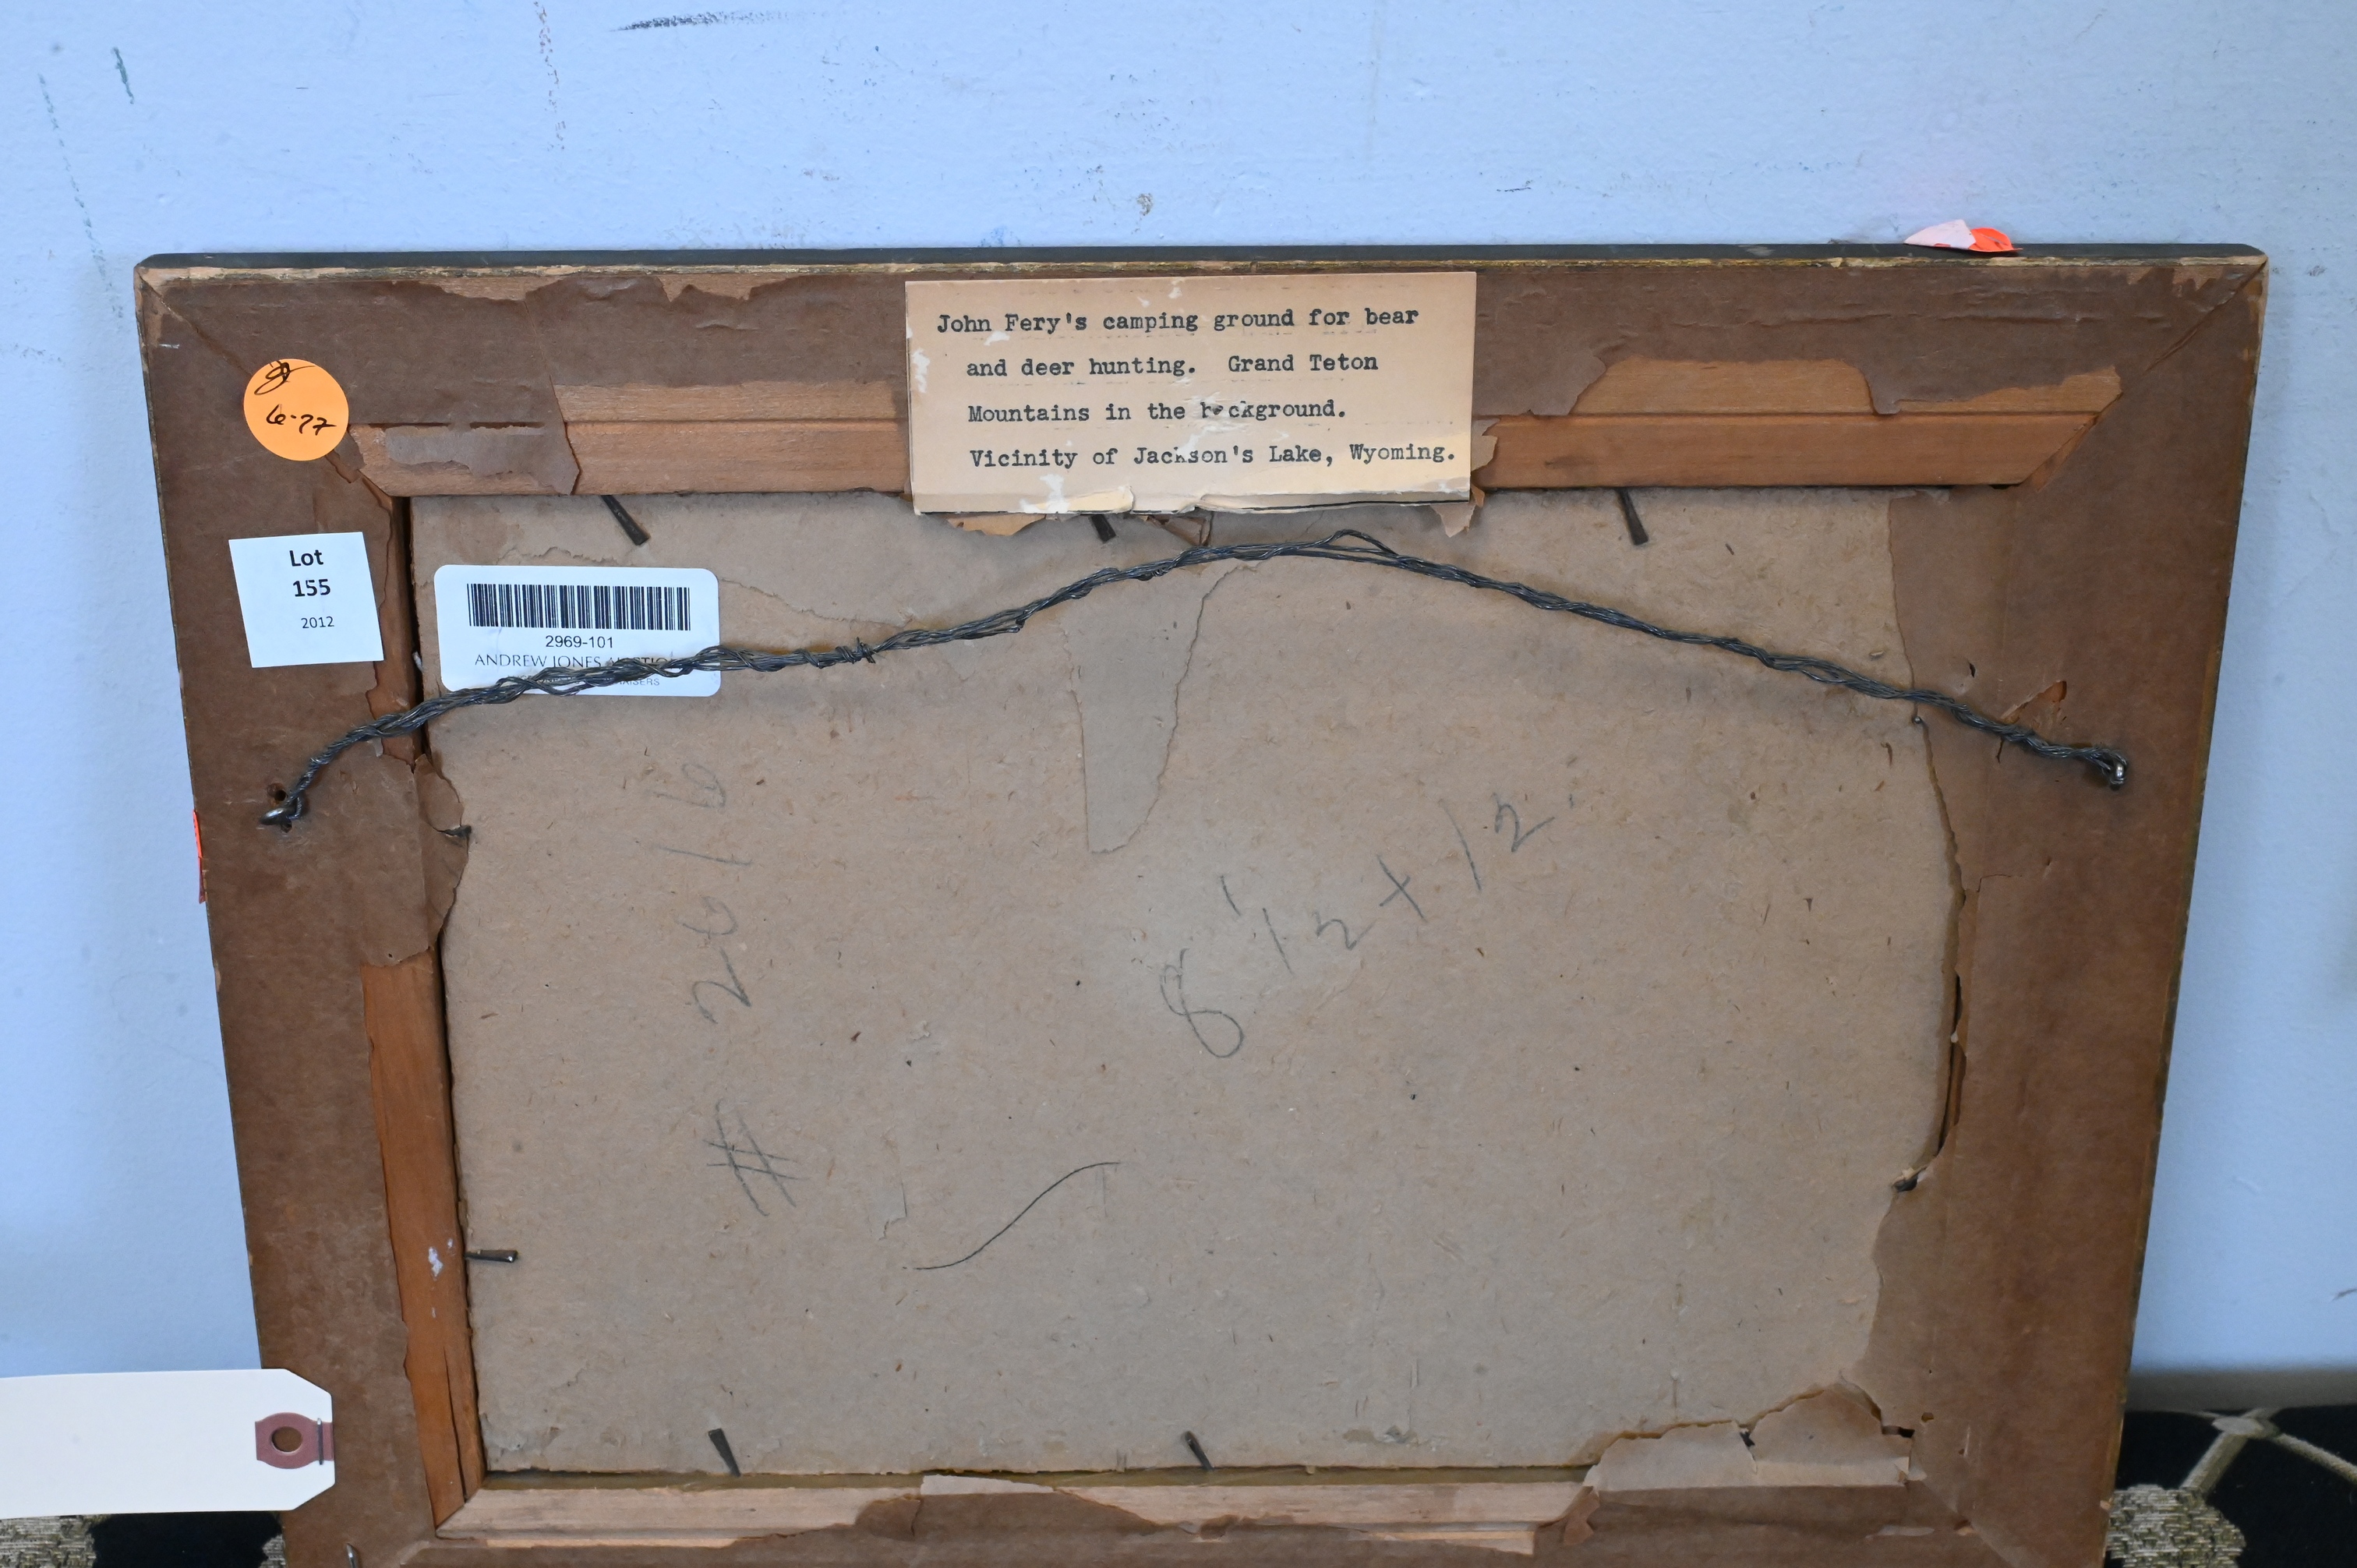 John Fery's camping ground for bear
and deer hunting. Grand Teton
Mountains in the background.
Vicinity of Jackson's Lake, Wyoming.
6-77
Lot
155
2012
2969-101
ANDREW JONES
8 1/2 x 12
#